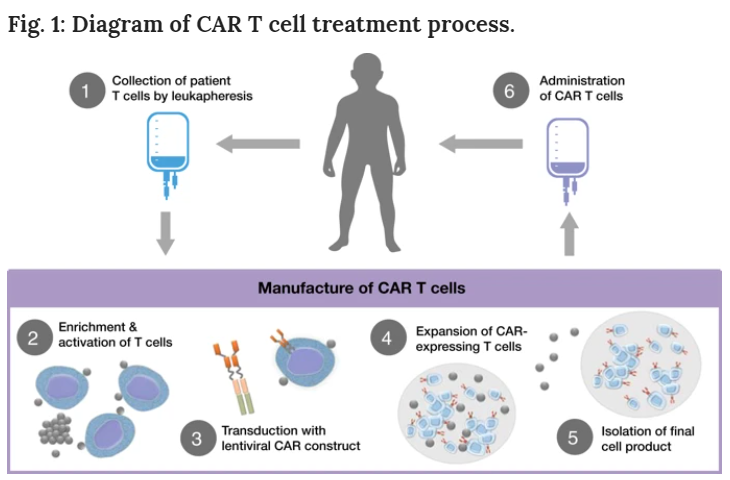 Fig. 1: Diagram of CAR T cell treatment process.
1
Collection of patient
T cells by leukapheresis
6
Administration
of CAR T cells
Manufacture of CAR T cells
2
Enrichment &
activation of T cells
3
Transduction with
lentiviral CAR construct
4
Expansion of CAR-
expressing T cells
5
Isolation of final
cell product